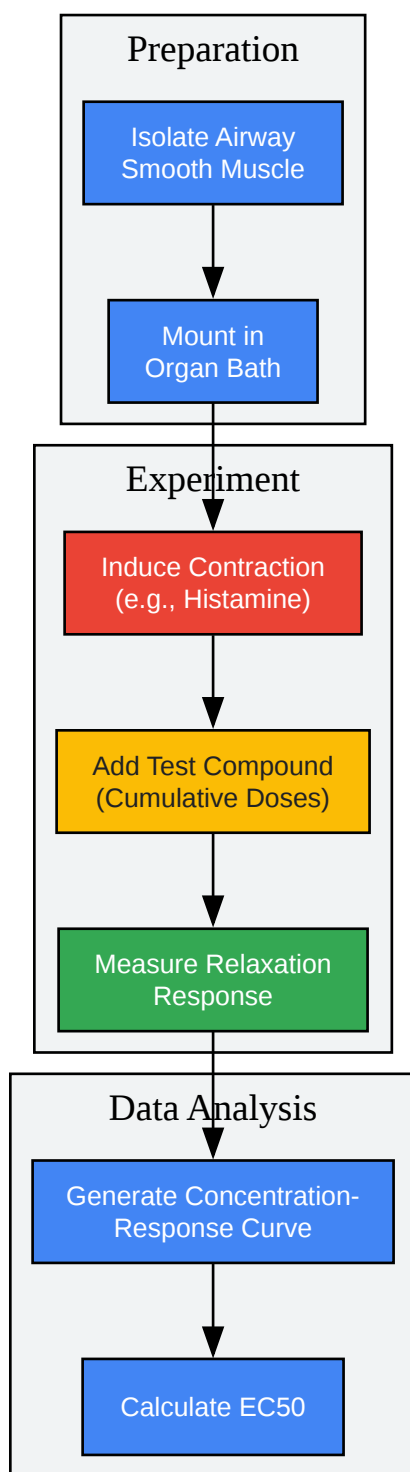 Preparation
Isolate Airway
Smooth Muscle
Mount in
Organ Bath
Experiment
Induce Contraction
(e.g., Histamine)
Add Test Compound
(Cumulative Doses)
Measure Relaxation
Response
Data Analysis
Generate Concentration-
Response Curve
Calculate EC50